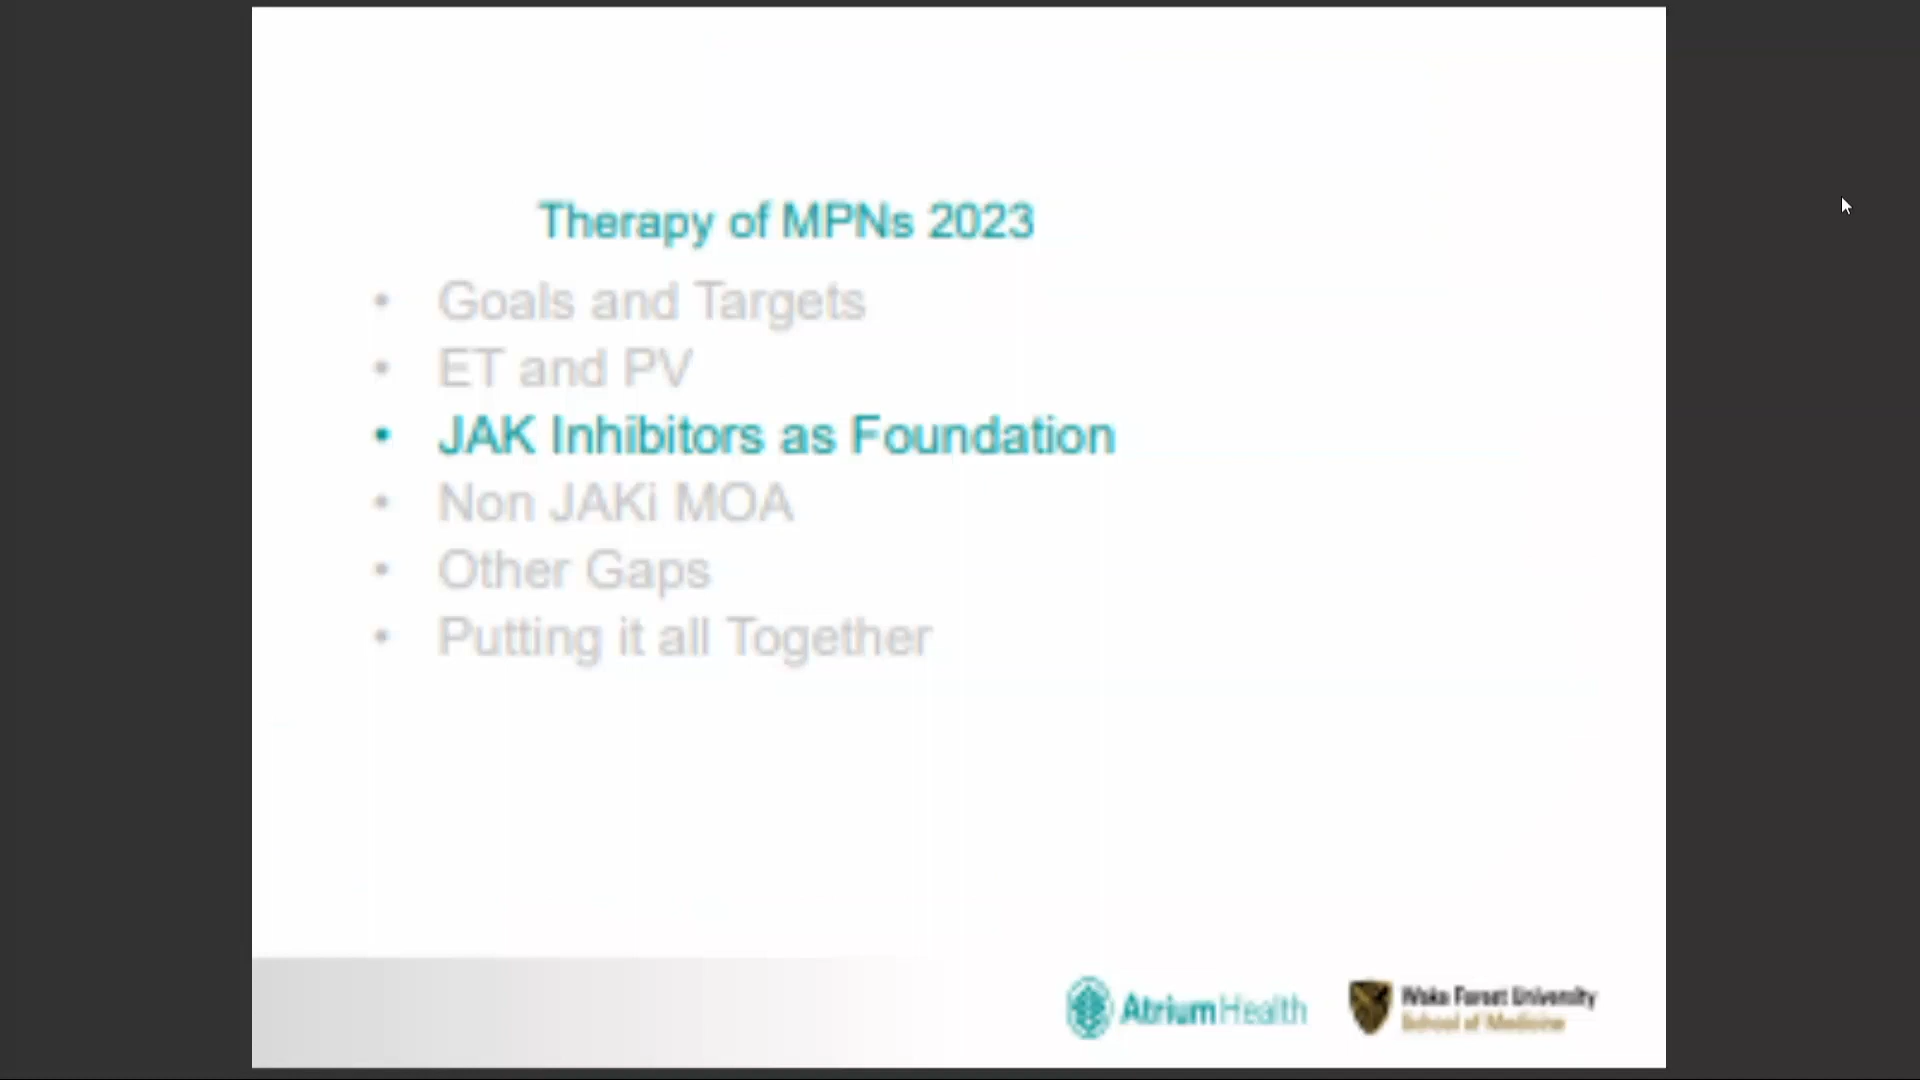 Therapy of MPNs 2023
• Goals and Targets
• ET and PV
• JAK Inhibitors as Foundation
• Non JAKi MOA
• Other Gaps
• Putting it all Together
AtriumHealth
Wake Forest University
School of Medicine